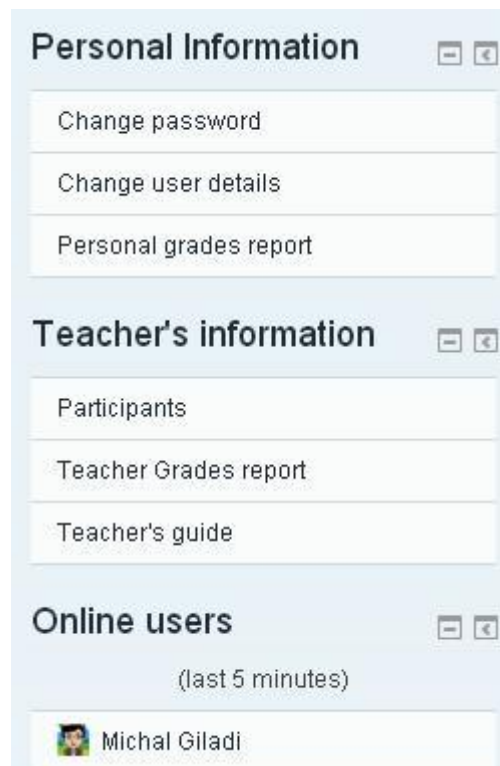 Personal Information
Change password
Change user details
Personal grades report
Teacher's information
Participants
Teacher Grades report
Teacher's guide
Online users
(last 5 minutes)
Michal Giladi